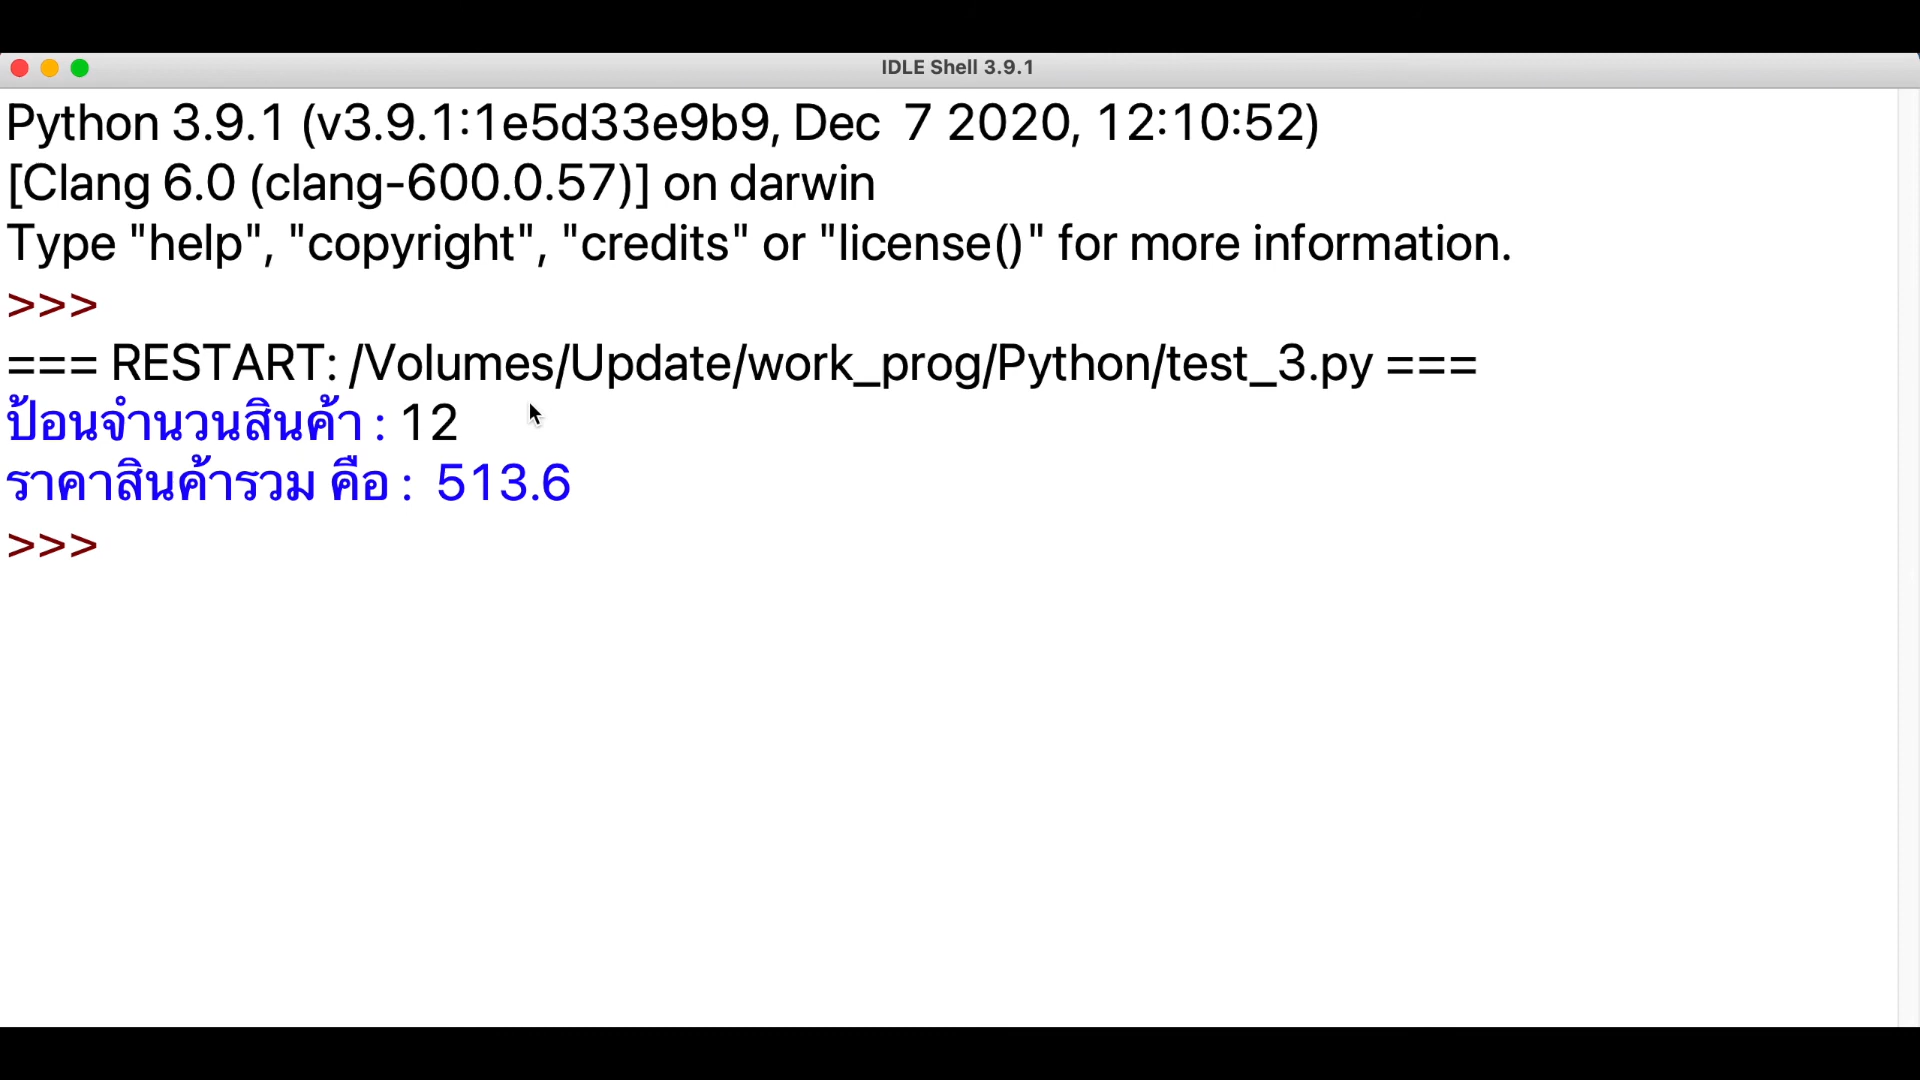 IDLE Shell 3.9.1
Python 3.9.1 (v3.9.1:1e5d33e9b9, Dec  7 2020, 12:10:52)
[Clang 6.0 (clang-600.0.57)] on darwin
Type "help", "copyright", "credits" or "license()" for more information.
>>>
=== RESTART: /Volumes/Update/work_prog/Python/test_3.py ===
ป้อนจำนวนสินค้า : 12
ราคาสินค้ารวม คือ :  513.6
>>>